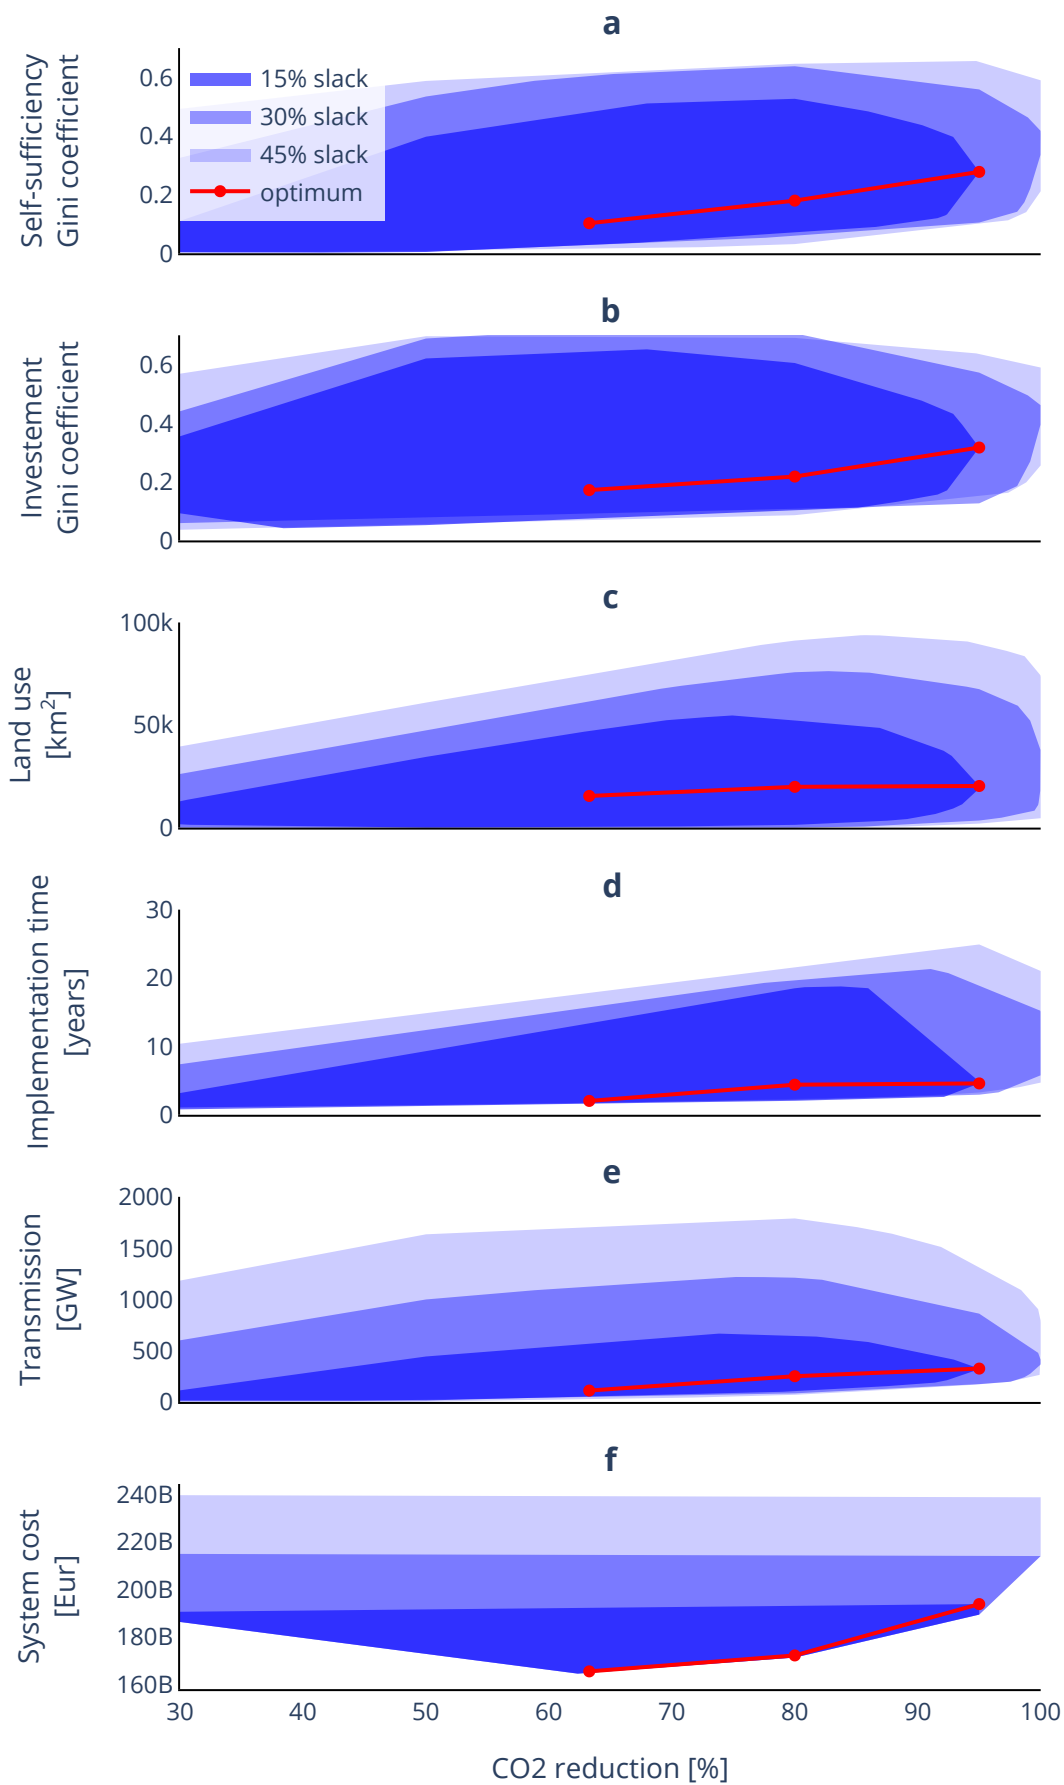 a
Self-sufficiency
Gini coefficient
0.6
0.4
0.2
0
15% slack
30% slack
45% slack
optimum
b
Investement
Gini coefficient
0.6
0.4
0.2
0
c
Land use
[km²]
100k
50k
0
d
Implementation time
[years]
30
20
10
0
e
Transmission
[GW]
2000
1500
1000
500
0
f
System cost
[Eur]
240B
220B
200B
180B
160B
30 40 50 60 70 80 90 100
CO2 reduction [%]